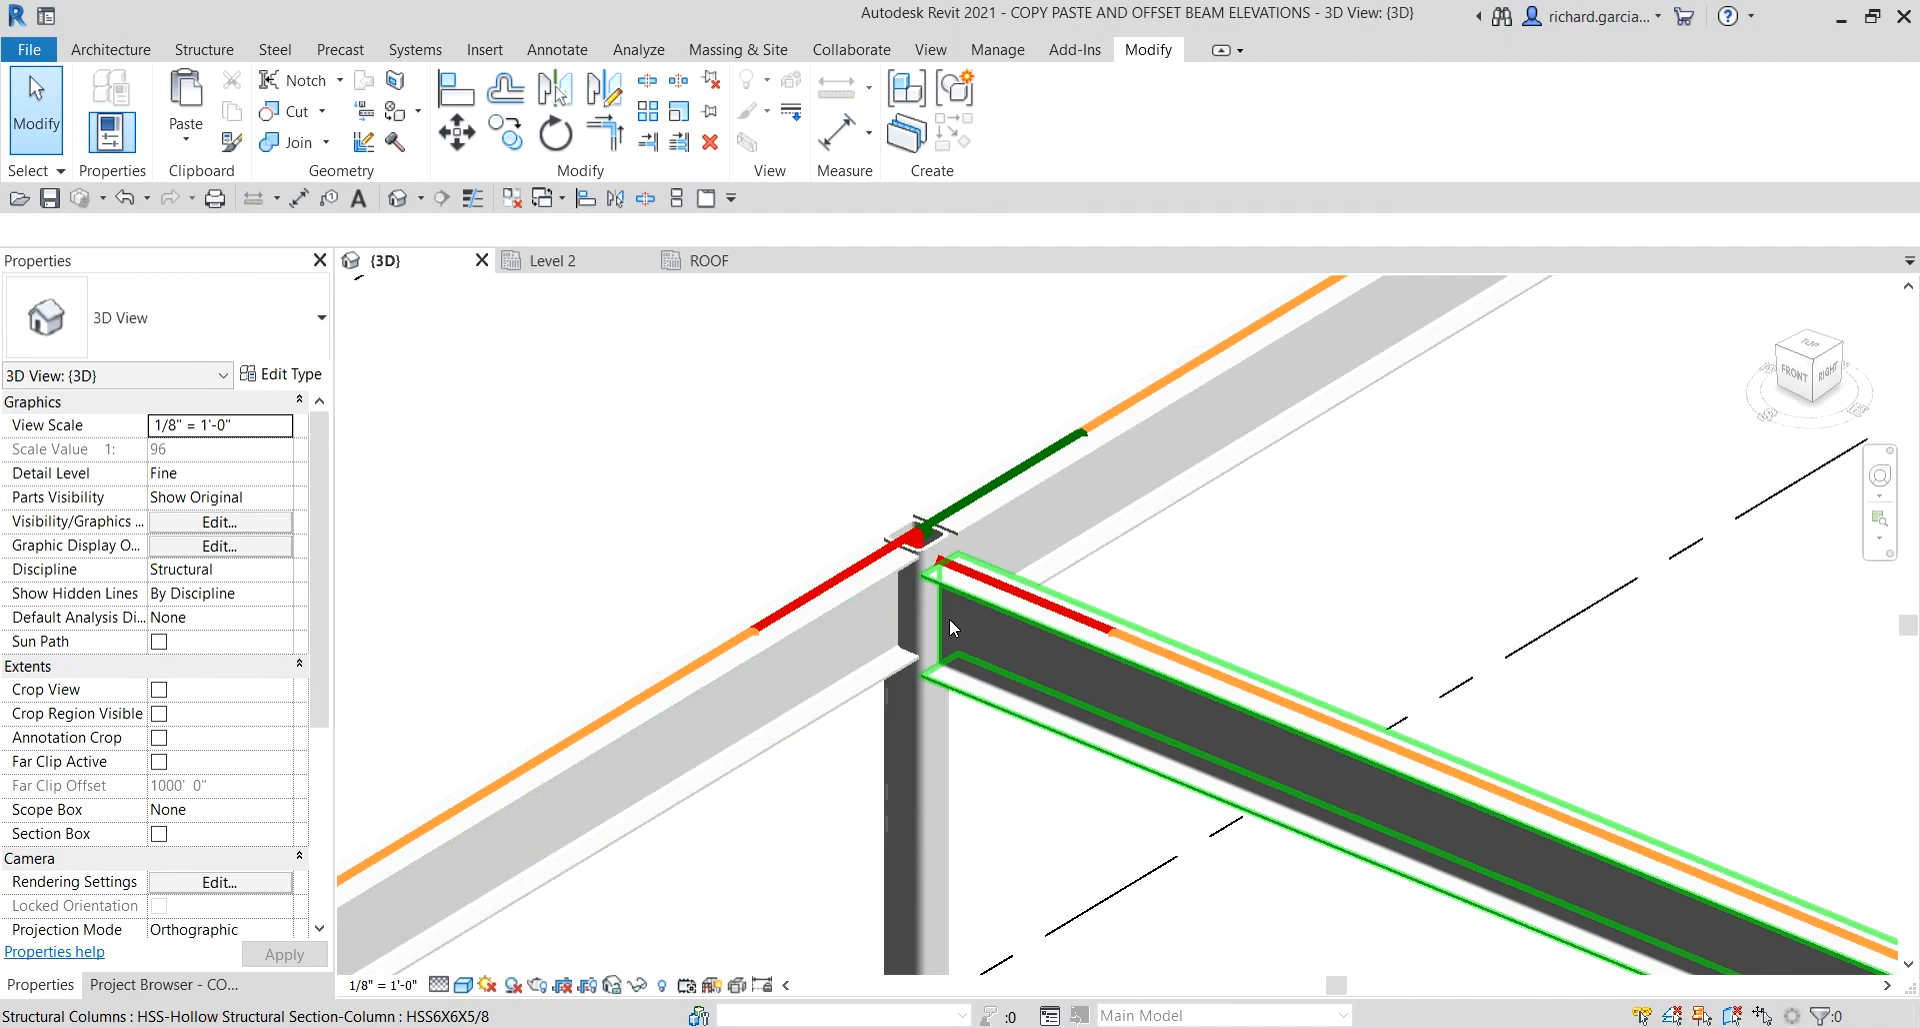 Autodesk Revit 2021 - COPY PASTE AND OFFSET BEAM ELEVATIONS - 3D View: {3D}
richard.garcia...
File Architecture Structure Steel Precast Systems Insert Annotate Analyze Massing & Site Collaborate View Manage Add-Ins Modify
Modify
Paste
Notch
Cut
Join
Select Properties Clipboard Geometry Modify View Measure Create
Properties
{3D} Level 2 ROOF
3D View
3D View: {3D} Edit Type
Graphics
View Scale 1/8" = 1'-0"
Scale Value 1: 96
Detail Level Fine
Parts Visibility Show Original
Visibility/Graphics ... Edit...
Graphic Display O... Edit...
Discipline Structural
Show Hidden Lines By Discipline
Default Analysis Di... None
Sun Path
Extents
Crop View
Crop Region Visible
Annotation Crop
Far Clip Active
Far Clip Offset 1000' 0"
Scope Box None
Section Box
Camera
Rendering Settings Edit...
Locked Orientation
Projection Mode Orthographic
Properties help Apply
Properties Project Browser - CO...
1/8" = 1'-0"
Structural Columns : HSS-Hollow Structural Section-Column : HSS6X6X5/8
:0 Main Model :0
TOP
FRONT RIGHT